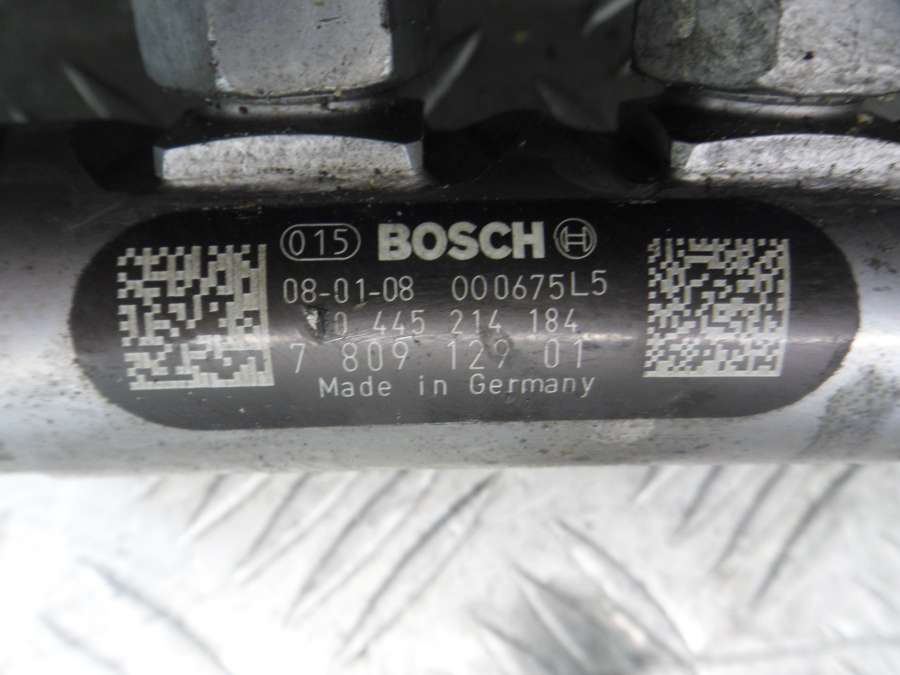 015 BOSCH
08-01-08 000675L5
0 445 214 184
7 809 129 01
Made in Germany